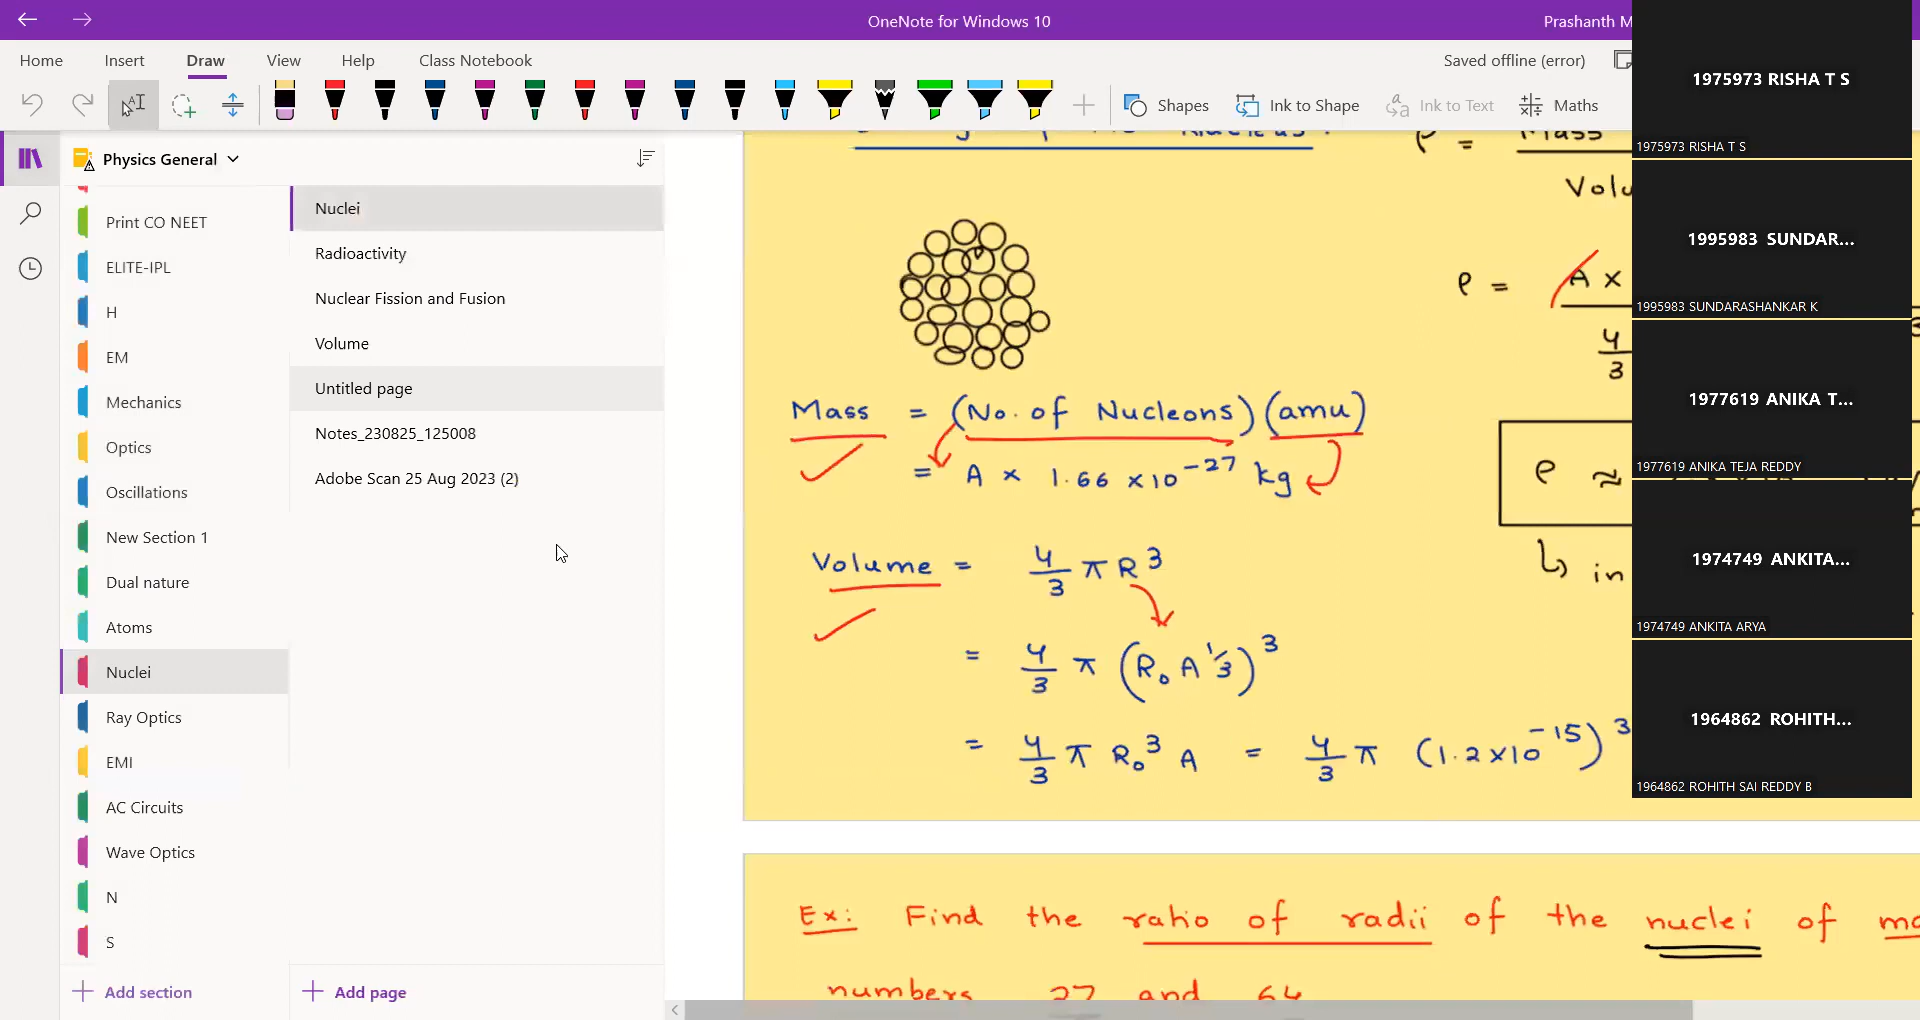 OneNote for Windows 10
Prashanth M
Home Insert Draw View Help Class Notebook
Saved offline (error)
Shapes Ink to Shape Ink to Text Maths
Physics General
Print CO NEET
ELITE-IPL
H
EM
Mechanics
Optics
Oscillations
New Section 1
Dual nature
Atoms
Nuclei
Ray Optics
EMI
AC Circuits
Wave Optics
N
S
Add section
Nuclei
Radioactivity
Nuclear Fission and Fusion
Volume
Untitled page
Notes_230825_125008
Adobe Scan 25 Aug 2023 (2)
Add page
Nucleus
ρ = Mass
Volu
ρ = A ×
4/3
Mass = (No. of Nucleons) (amu)
= A × 1.66 ×10⁻²⁷ kg
ρ ≈
↳ in
Volume = 4/3 π R³
= 4/3 π (R₀ A^1/3)³
= 4/3 π R₀³ A = 4/3 π (1.2×10⁻¹⁵)³
Ex: Find the ratio of radii of the nuclei of ma
numbers 27 and 64
1975973 RISHA T S
1975973 RISHA T S
1995983 SUNDAR...
1995983 SUNDARASHANKAR K
1977619 ANIKA T...
1977619 ANIKA TEJA REDDY
1974749 ANKITA...
1974749 ANKITA ARYA
1964862 ROHITH...
1964862 ROHITH SAI REDDY B